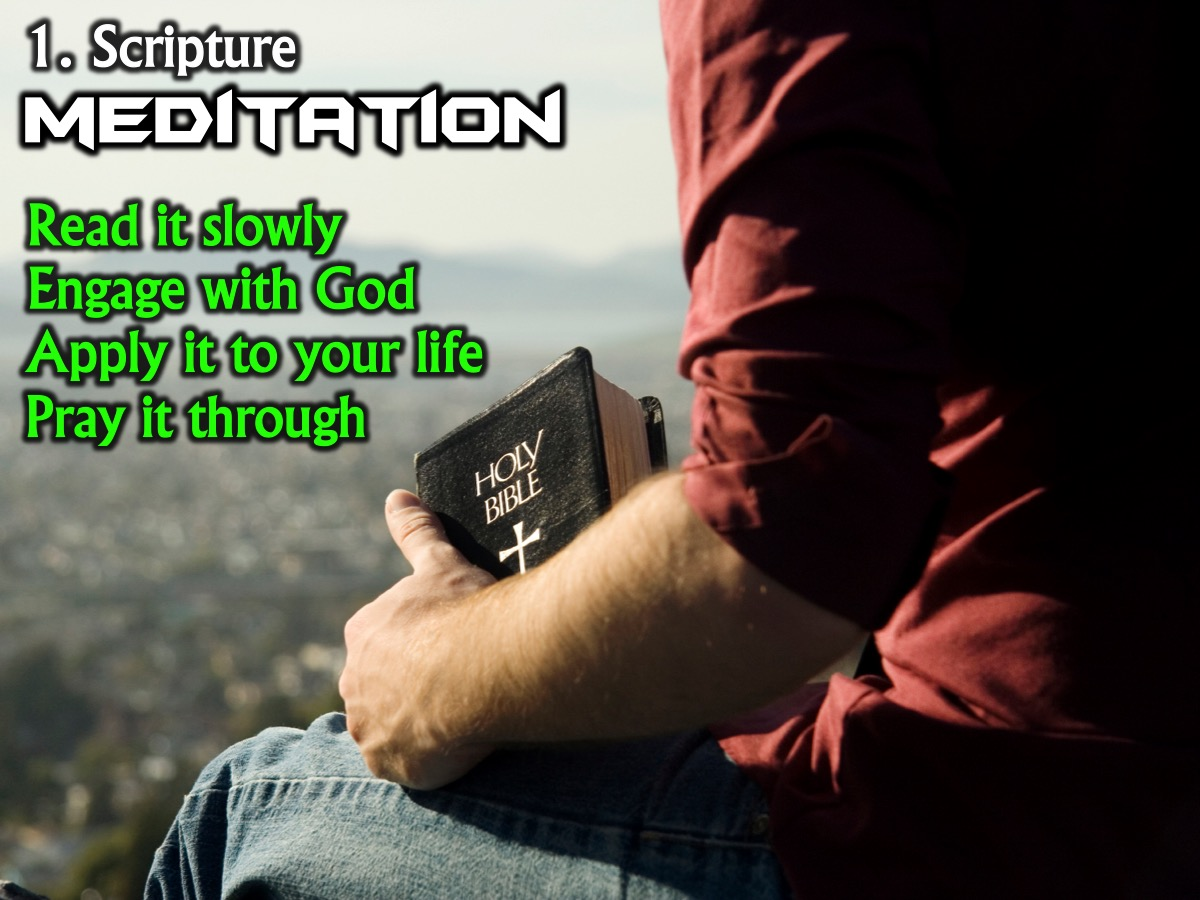 1. Scripture
MEDITATION
Read it slowly
Engage with God
Apply it to your life
Pray it through
HOLY
BIBLE